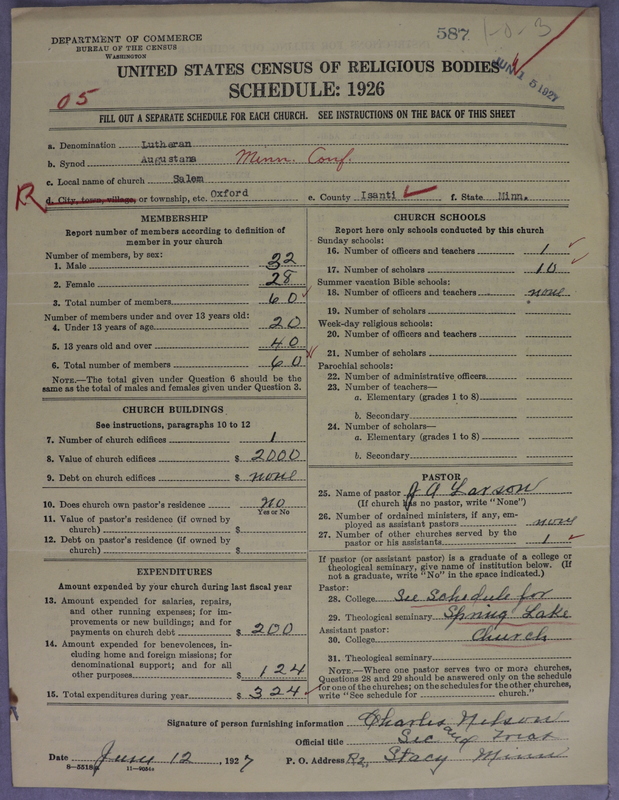 587 1-0-3
DEPARTMENT OF COMMERCE
BUREAU OF THE CENSUS
WASHINGTON
JUN 15 1927
UNITED STATES CENSUS OF RELIGIOUS BODIES
SCHEDULE: 1926
05
FILL OUT A SEPARATE SCHEDULE FOR EACH CHURCH. SEE INSTRUCTIONS ON THE BACK OF THIS SHEET
a. Denomination Lutheran
b. Synod Augustana Minn. Conf.
c. Local name of church Salem
R d. City, town, village, or township, etc. Oxford e. County Isanti f. State Minn.
MEMBERSHIP
Report number of members according to definition of
member in your church
Number of members, by sex:
1. Male 32
2. Female 28
3. Total number of members 60
Number of members under and over 13 years old:
4. Under 13 years of age 20
5. 13 years old and over 40
6. Total number of members 60
NOTE.—The total given under Question 6 should be the
same as the total of males and females given under Question 3.
CHURCH BUILDINGS
See instructions, paragraphs 10 to 12
7. Number of church edifices 1
8. Value of church edifices $ 2000
9. Debt on church edifices $ none
10. Does church own pastor's residence No
Yes or No
11. Value of pastor's residence (if owned by
church) $
12. Debt on pastor's residence (if owned by
church) $
EXPENDITURES
Amount expended by your church during last fiscal year
13. Amount expended for salaries, repairs,
and other running expenses; for im-
provements or new buildings; and for
payments on church debt $ 200
14. Amount expended for benevolences, in-
cluding home and foreign missions; for
denominational support; and for all
other purposes $ 124
15. Total expenditures during year $ 324
CHURCH SCHOOLS
Report here only schools conducted by this church
Sunday schools:
16. Number of officers and teachers 1
17. Number of scholars 10
Summer vacation Bible schools:
18. Number of officers and teachers none
19. Number of scholars
Week-day religious schools:
20. Number of officers and teachers
21. Number of scholars
Parochial schools:
22. Number of administrative officers
23. Number of teachers—
a. Elementary (grades 1 to 8)
b. Secondary
24. Number of scholars—
a. Elementary (grades 1 to 8)
b. Secondary
PASTOR
25. Name of pastor J A Larson
(If church has no pastor, write "None")
26. Number of ordained ministers, if any, em-
ployed as assistant pastors none
27. Number of other churches served by the
pastor or his assistants 1
If pastor (or assistant pastor) is a graduate of a college or
theological seminary, give name of institution below. (If
not a graduate, write "No" in the space indicated.)
Pastor:
28. College See Schedule for
29. Theological seminary Spring Lake
Assistant pastor:
30. College Church
31. Theological seminary
NOTE.—Where one pastor serves two or more churches,
Questions 28 and 29 should be answered only on the schedule
for one of the churches; on the schedules for the other churches,
write "See schedule for church."
Signature of person furnishing information Charles Nelson
Official title Sec and Treas
Date June 12, 1927 P. O. Address R2, Stacy Minn
8-5518a 11-9054a